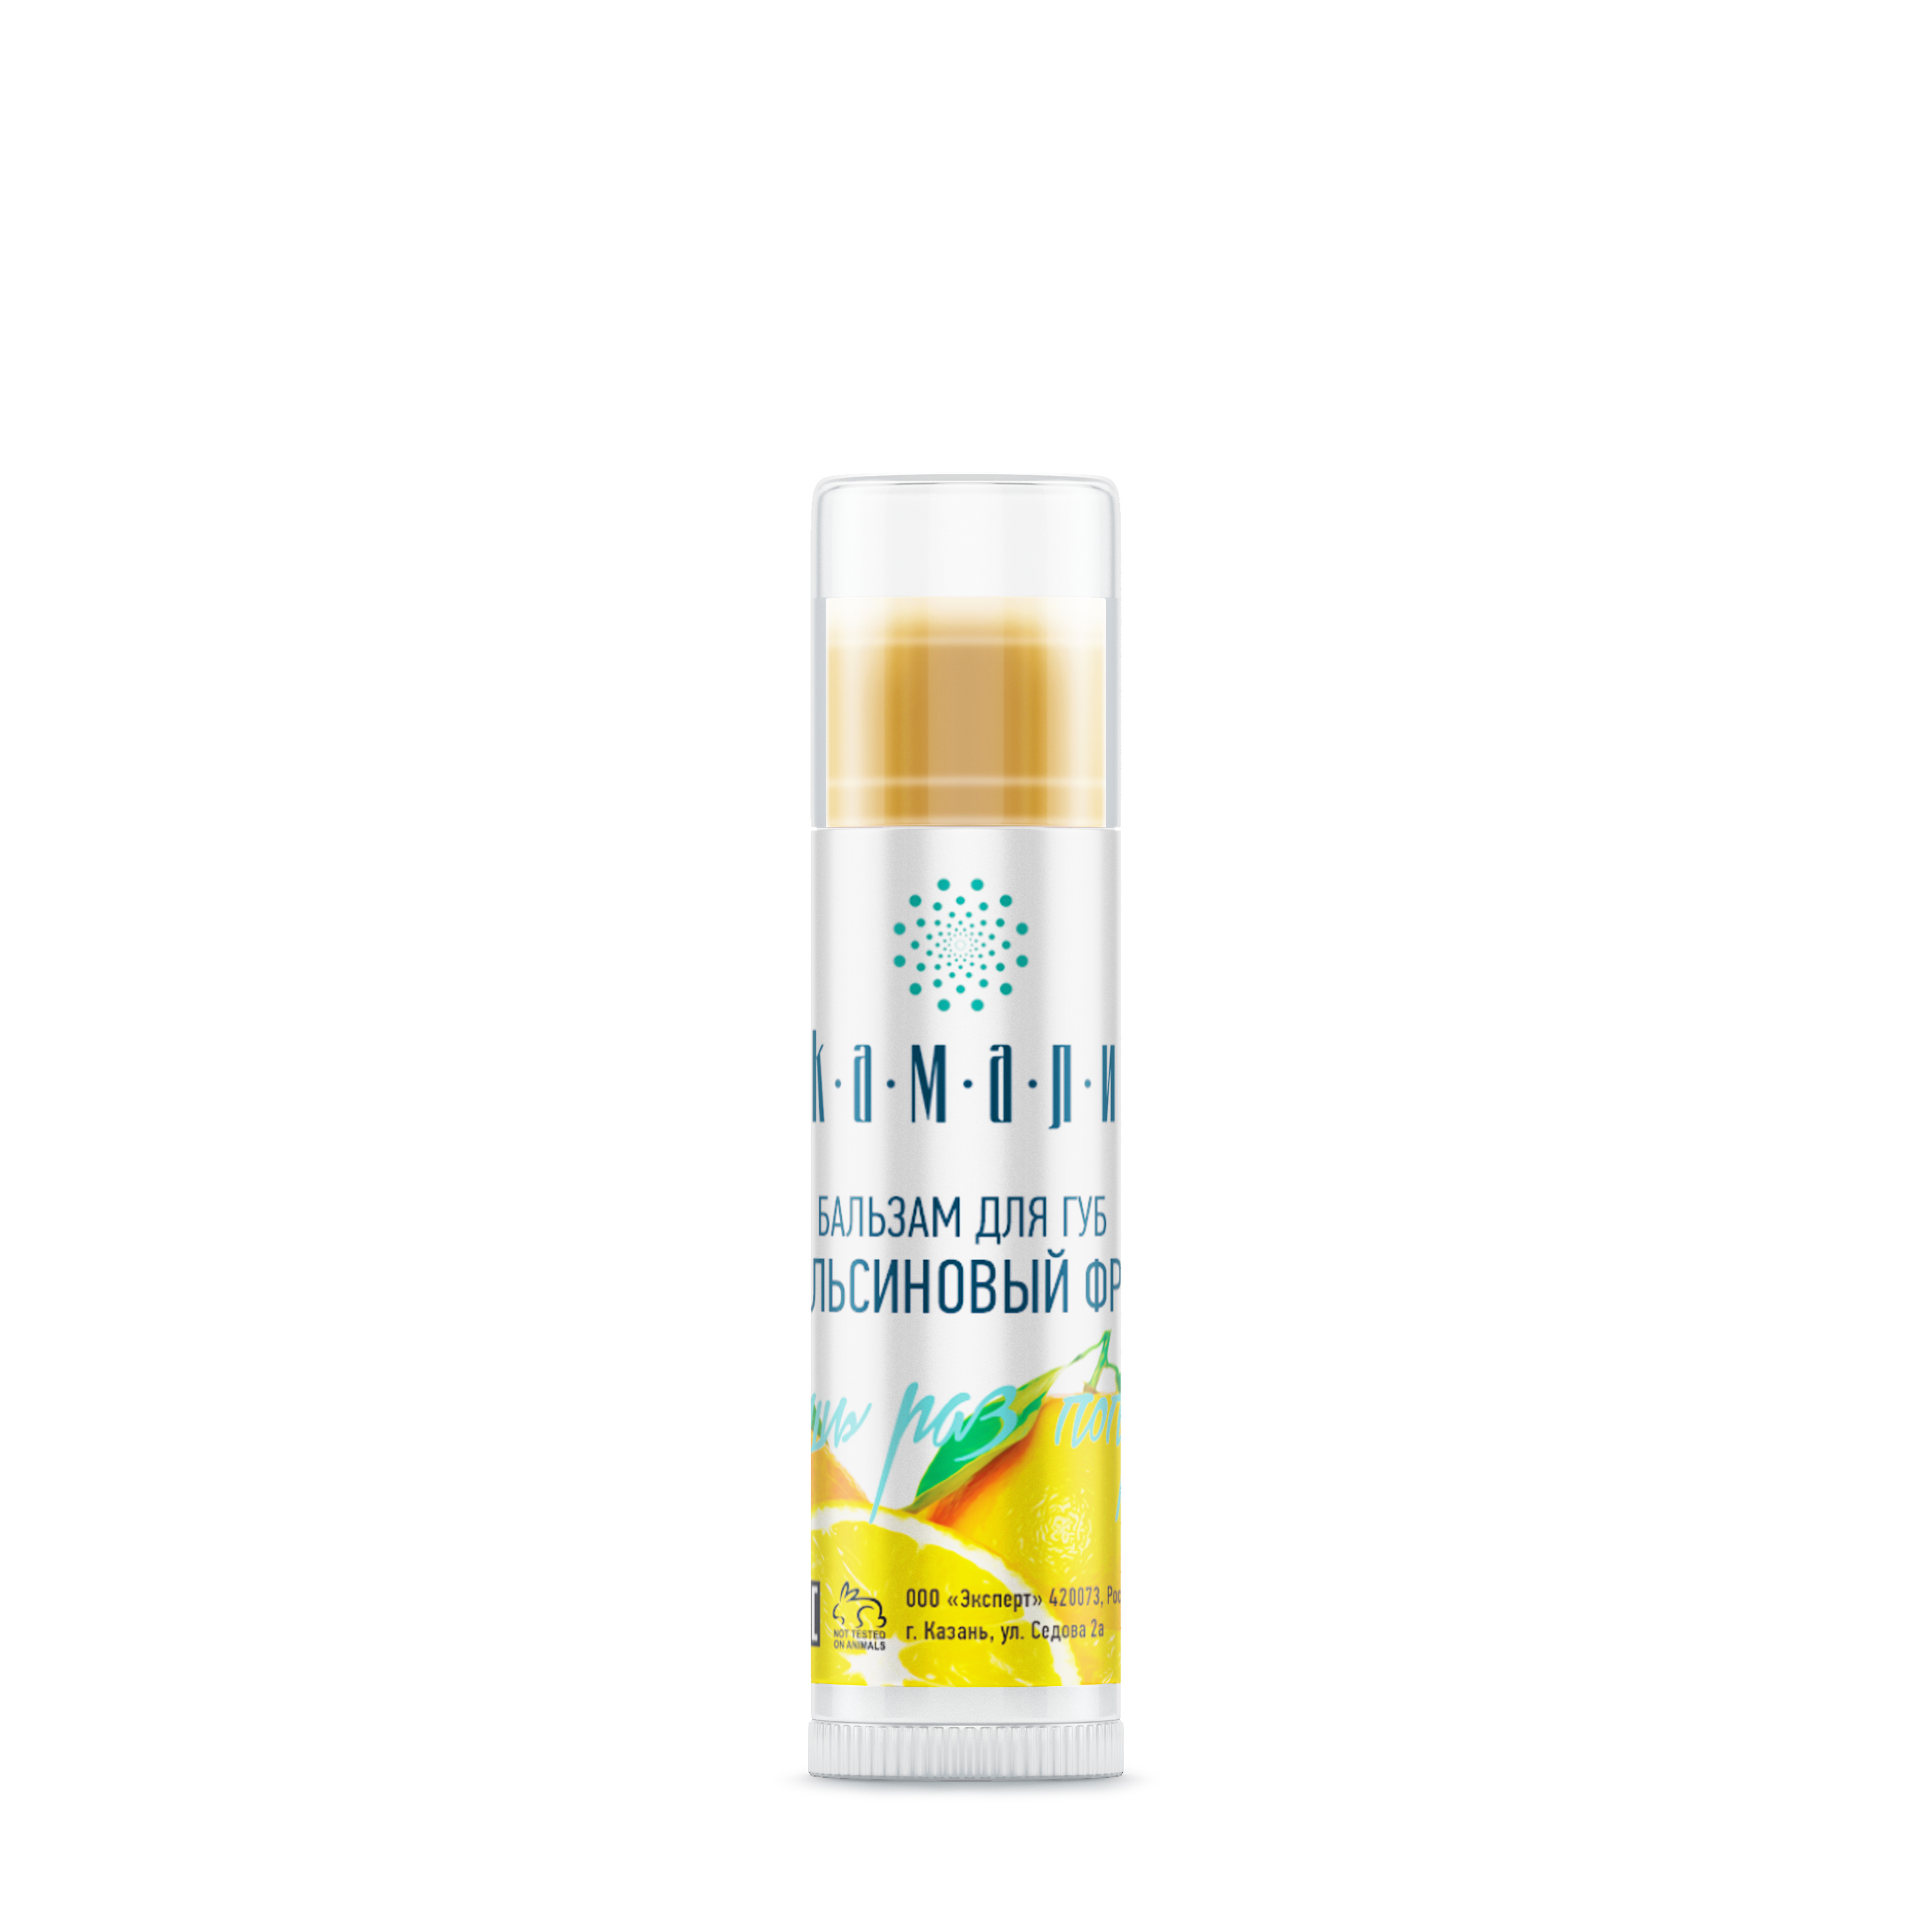 к·а·м·а·л·и
БАЛЬЗАМ ДЛЯ ГУБ
ЛЬСИНОВЫЙ ФР
раз
ООО «Эксперт» 420073, Рос
г. Казань, ул. Седова 2а
NOT TESTED
ON ANIMALS